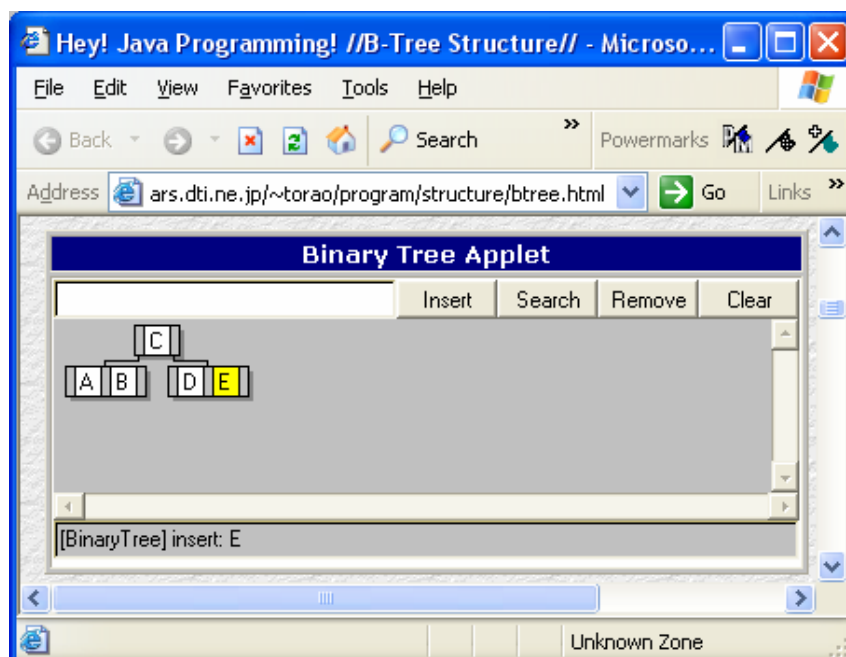 Hey! Java Programming! //B-Tree Structure// - Microso...
File Edit View Favorites Tools Help
Back Search » Powermarks
Address ars.dti.ne.jp/~torao/program/structure/btree.html Go Links »
Binary Tree Applet
Insert Search Remove Clear
C
A B D E
[BinaryTree] insert: E
Unknown Zone